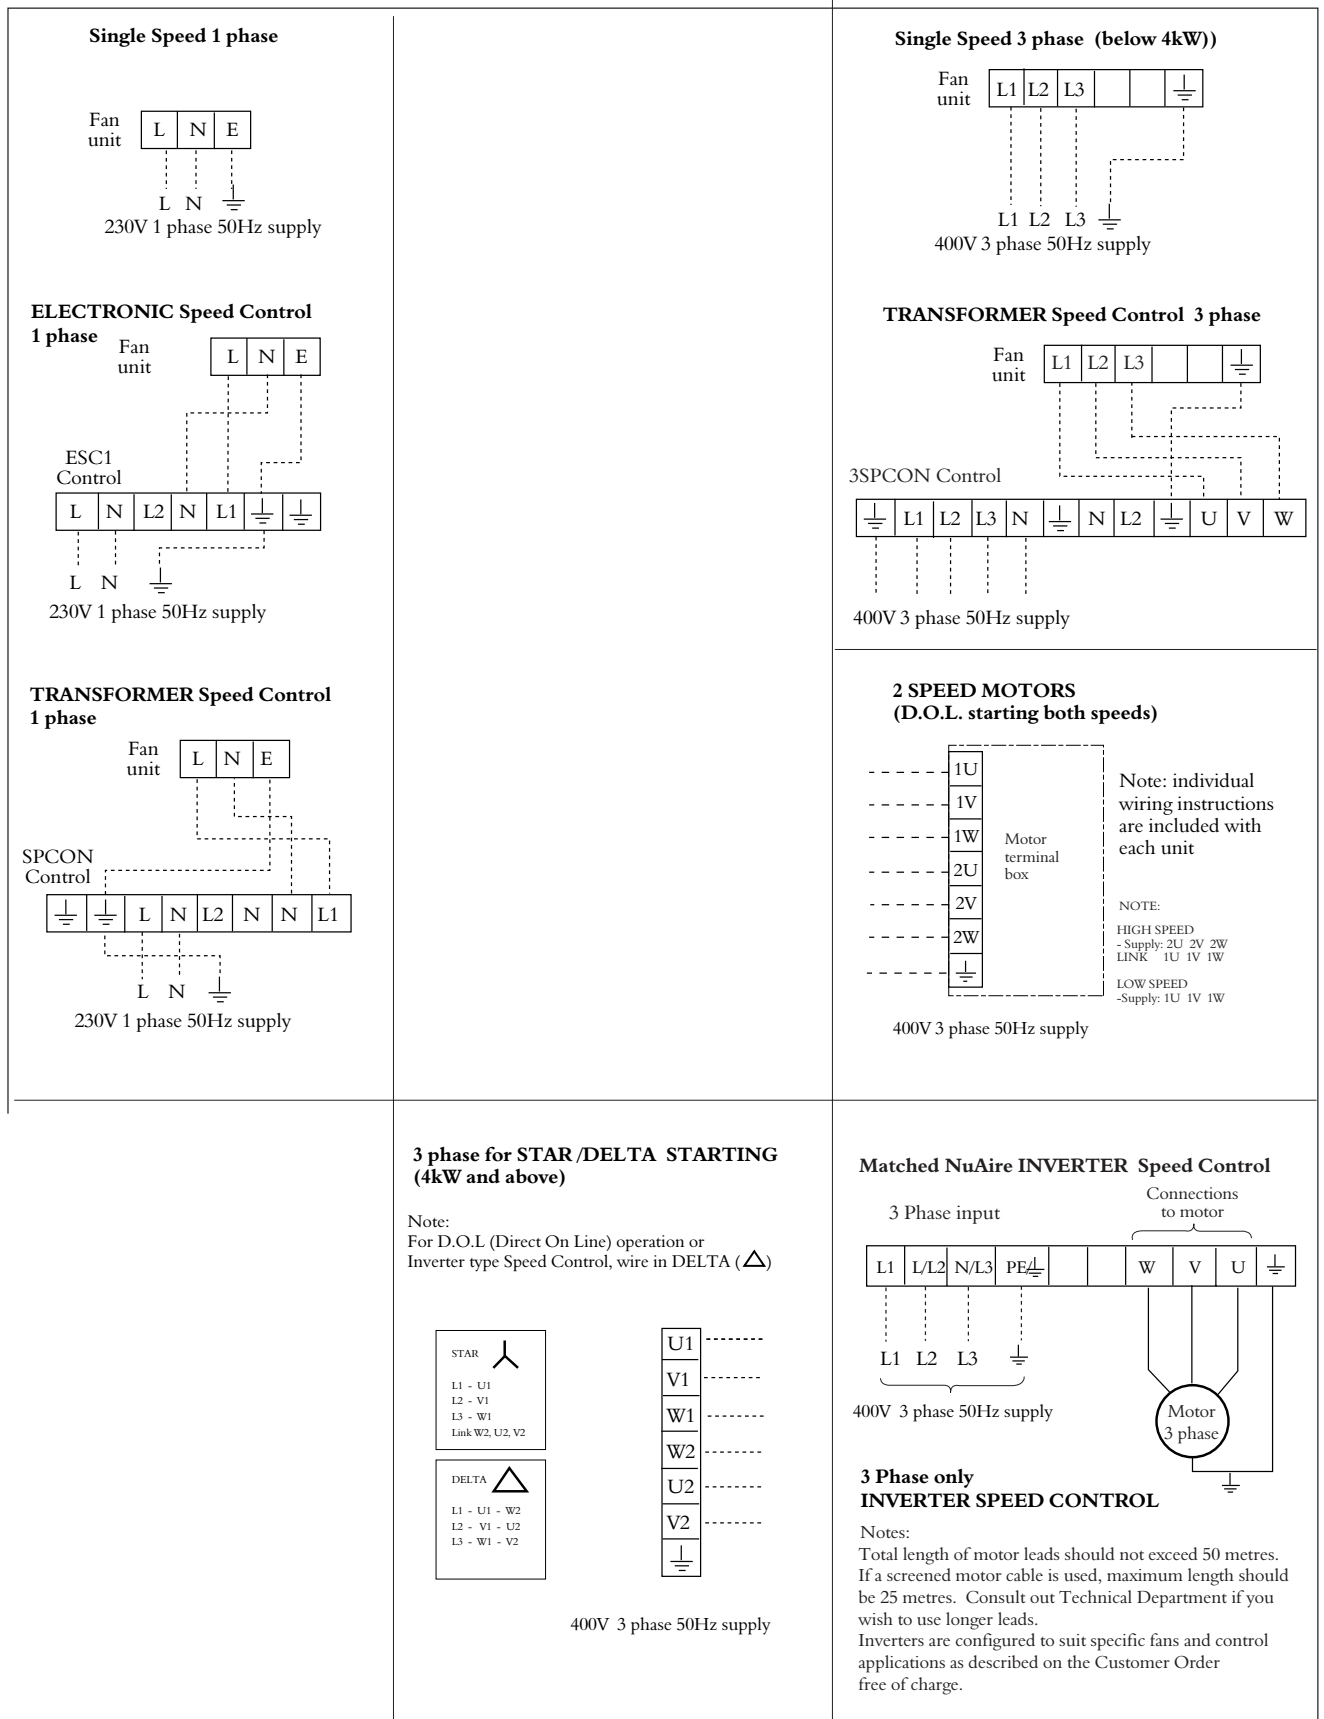 Single Speed 1 phase
Fan
unit
L N E
L N
230V 1 phase 50Hz supply
ELECTRONIC Speed Control
1 phase
Fan
unit
L N E
ESC1
Control
L N L2 N L1
L N
230V 1 phase 50Hz supply
TRANSFORMER Speed Control
1 phase
Fan
unit
L N E
SPCON
Control
L N L2 N N L1
L N
230V 1 phase 50Hz supply
Single Speed 3 phase (below 4kW))
Fan
unit
L1 L2 L3
L1 L2 L3
400V 3 phase 50Hz supply
TRANSFORMER Speed Control 3 phase
Fan
unit
L1 L2 L3
3SPCON Control
L1 L2 L3 N N L2 U V W
400V 3 phase 50Hz supply
2 SPEED MOTORS
(D.O.L. starting both speeds)
1U
1V
1W
2U
2V
2W
Motor
terminal
box
Note: individual
wiring instructions
are included with
each unit
NOTE:
HIGH SPEED
- Supply: 2U 2V 2W
LINK 1U 1V 1W
LOW SPEED
-Supply: 1U 1V 1W
400V 3 phase 50Hz supply
3 phase for STAR /DELTA STARTING
(4kW and above)
Note:
For D.O.L (Direct On Line) operation or
Inverter type Speed Control, wire in DELTA ( )
STAR
L1 - U1
L2 - V1
L3 - W1
Link W2, U2, V2
DELTA
L1 - U1 - W2
L2 - V1 - U2
L3 - W1 - V2
U1
V1
W1
W2
U2
V2
400V 3 phase 50Hz supply
Matched NuAire INVERTER Speed Control
Connections
to motor
3 Phase input
L1 L/L2 N/L3 PE/ W V U
L1 L2 L3
400V 3 phase 50Hz supply
Motor
3 phase
3 Phase only
INVERTER SPEED CONTROL
Notes:
Total length of motor leads should not exceed 50 metres.
If a screened motor cable is used, maximum length should
be 25 metres. Consult out Technical Department if you
wish to use longer leads.
Inverters are configured to suit specific fans and control
applications as described on the Customer Order
free of charge.